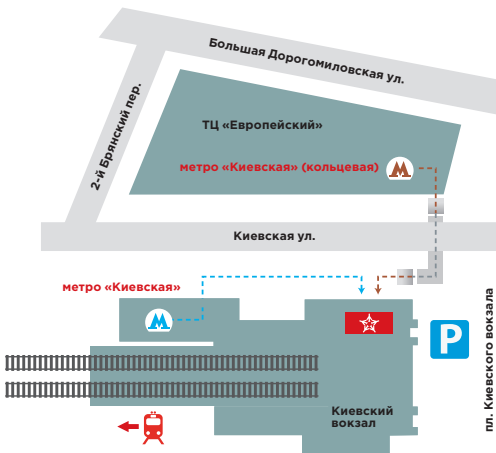 Большая Дорогомиловская ул.
2-й Брянский пер.
ТЦ «Европейский»
метро «Киевская» (кольцевая)
М
Киевская ул.
метро «Киевская»
М
P
пл. Киевского вокзала
Киевский
вокзал